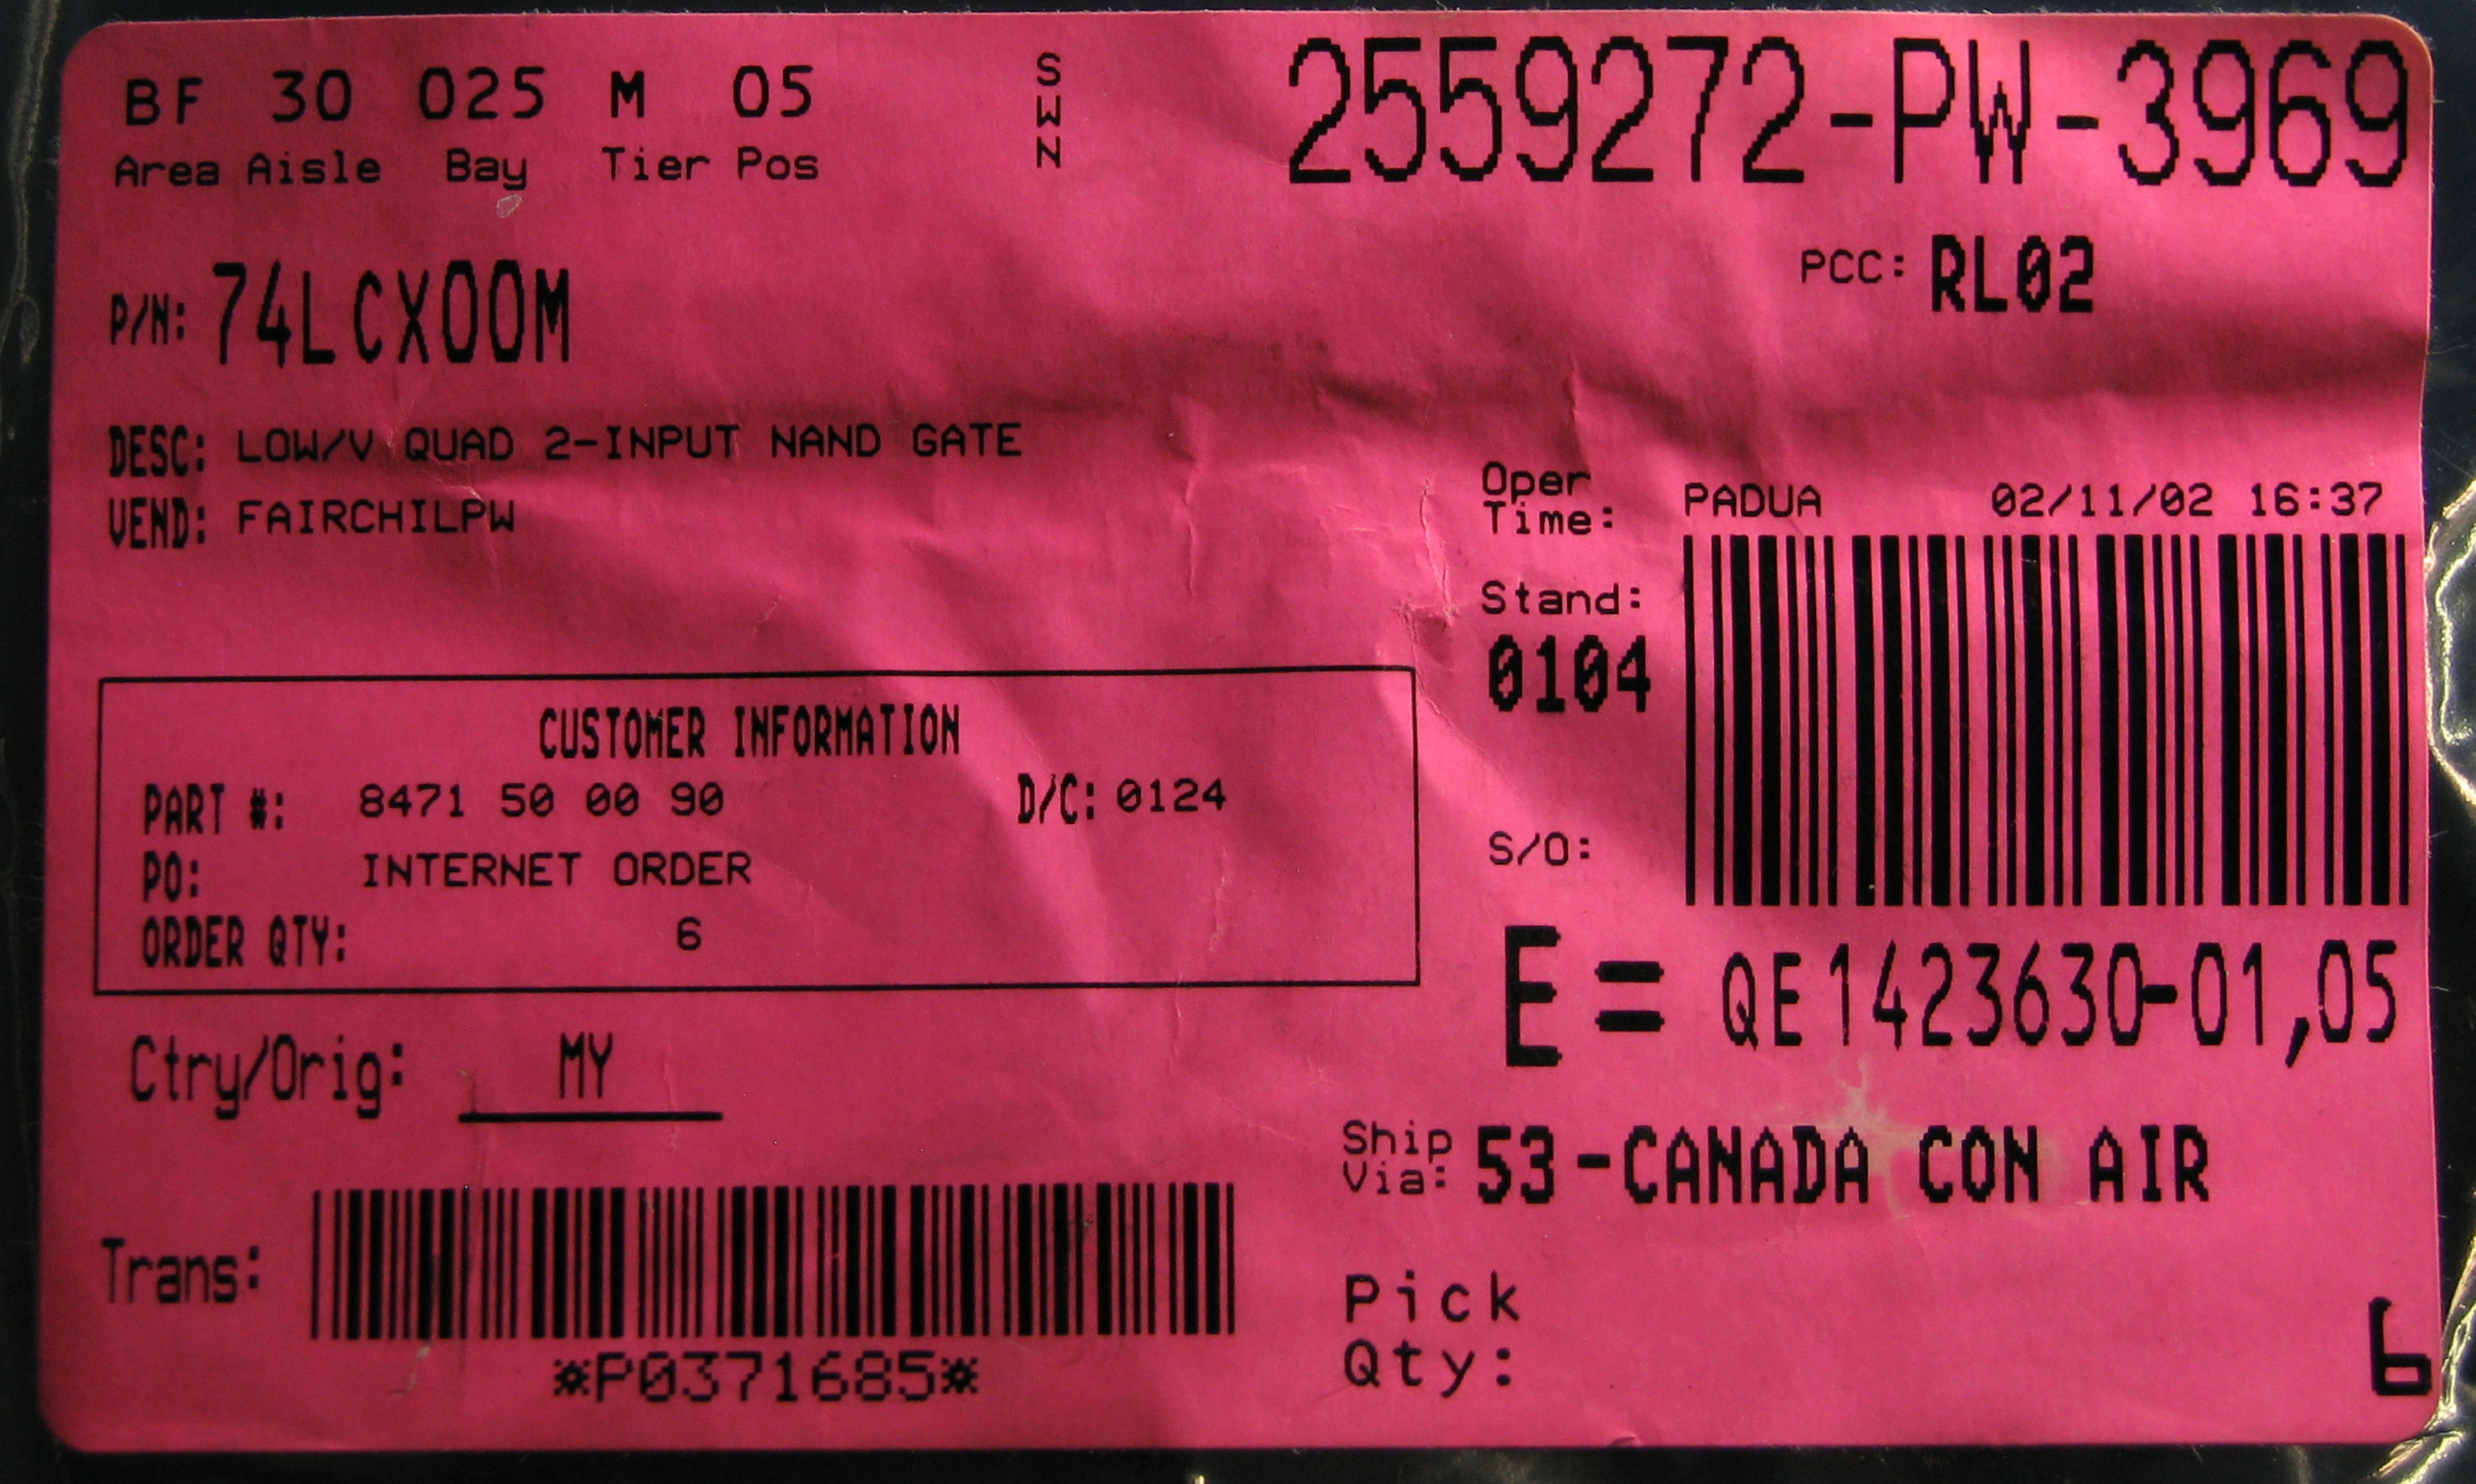 BF 30 025 M 05
Area Aisle Bay Tier Pos
SWN
2559272-PW-3969
PCC: RL02
P/N: 74LCX00M
DESC: LOW/V QUAD 2-INPUT NAND GATE
VEND: FAIRCHILPW
Oper
Time: PADUA 02/11/02 16:37
Stand:
0104
CUSTOMER INFORMATION
PART #: 8471 50 00 90 D/C: 0124
PO: INTERNET ORDER
ORDER QTY: 6
S/O:
E = QE1423630-01,05
Ctry/Orig: MY
Ship
Via: 53-CANADA CON AIR
Trans:
*P0371685*
Pick
Qty: 6